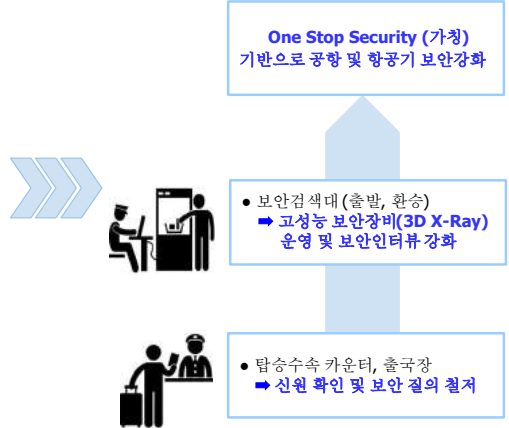 One Stop Security (가칭)
기반으로 공항 및 항공기 보안강화
● 보안검색대 (출발, 환승)
➡ 고성능 보안장비(3D X-Ray)
운영 및 보안인터뷰 강화
● 탑승수속 카운터, 출국장
➡ 신원 확인 및 보안 질의 철저